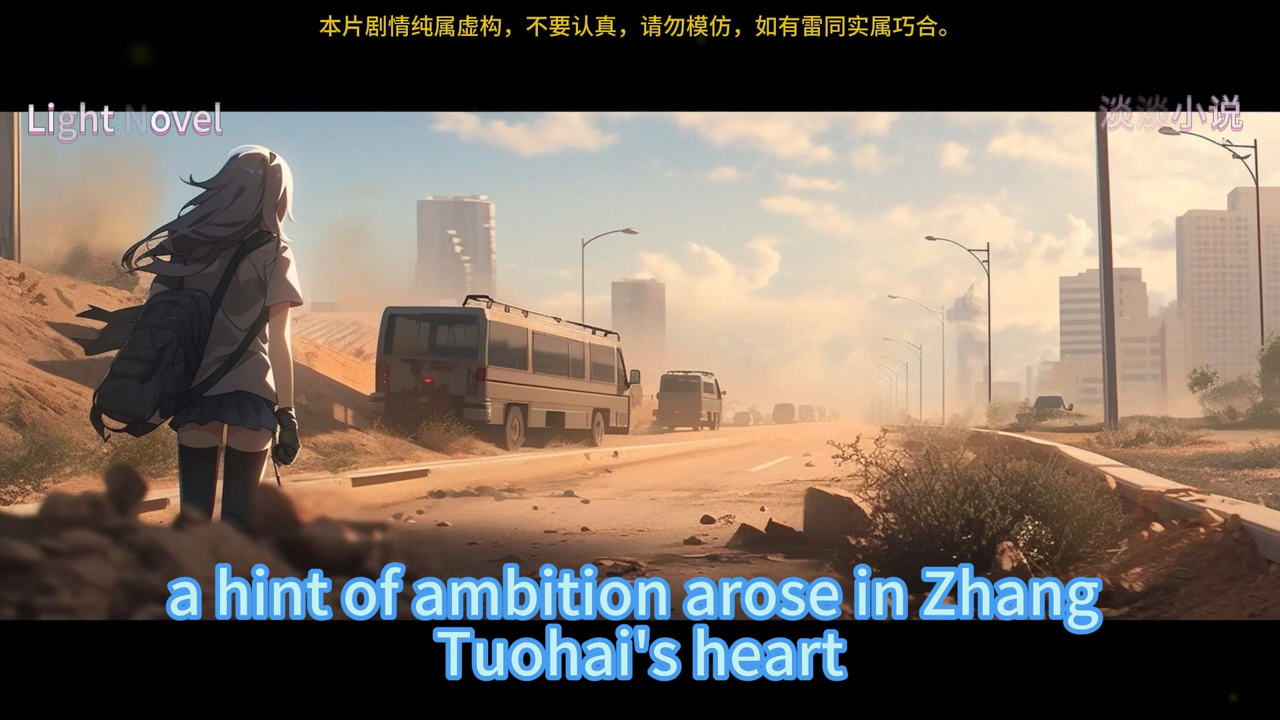 本片剧情纯属虚构，不要认真，请勿模仿，如有雷同实属巧合。
Light Novel
淡淡小说
a hint of ambition arose in Zhang
Tuohai's heart